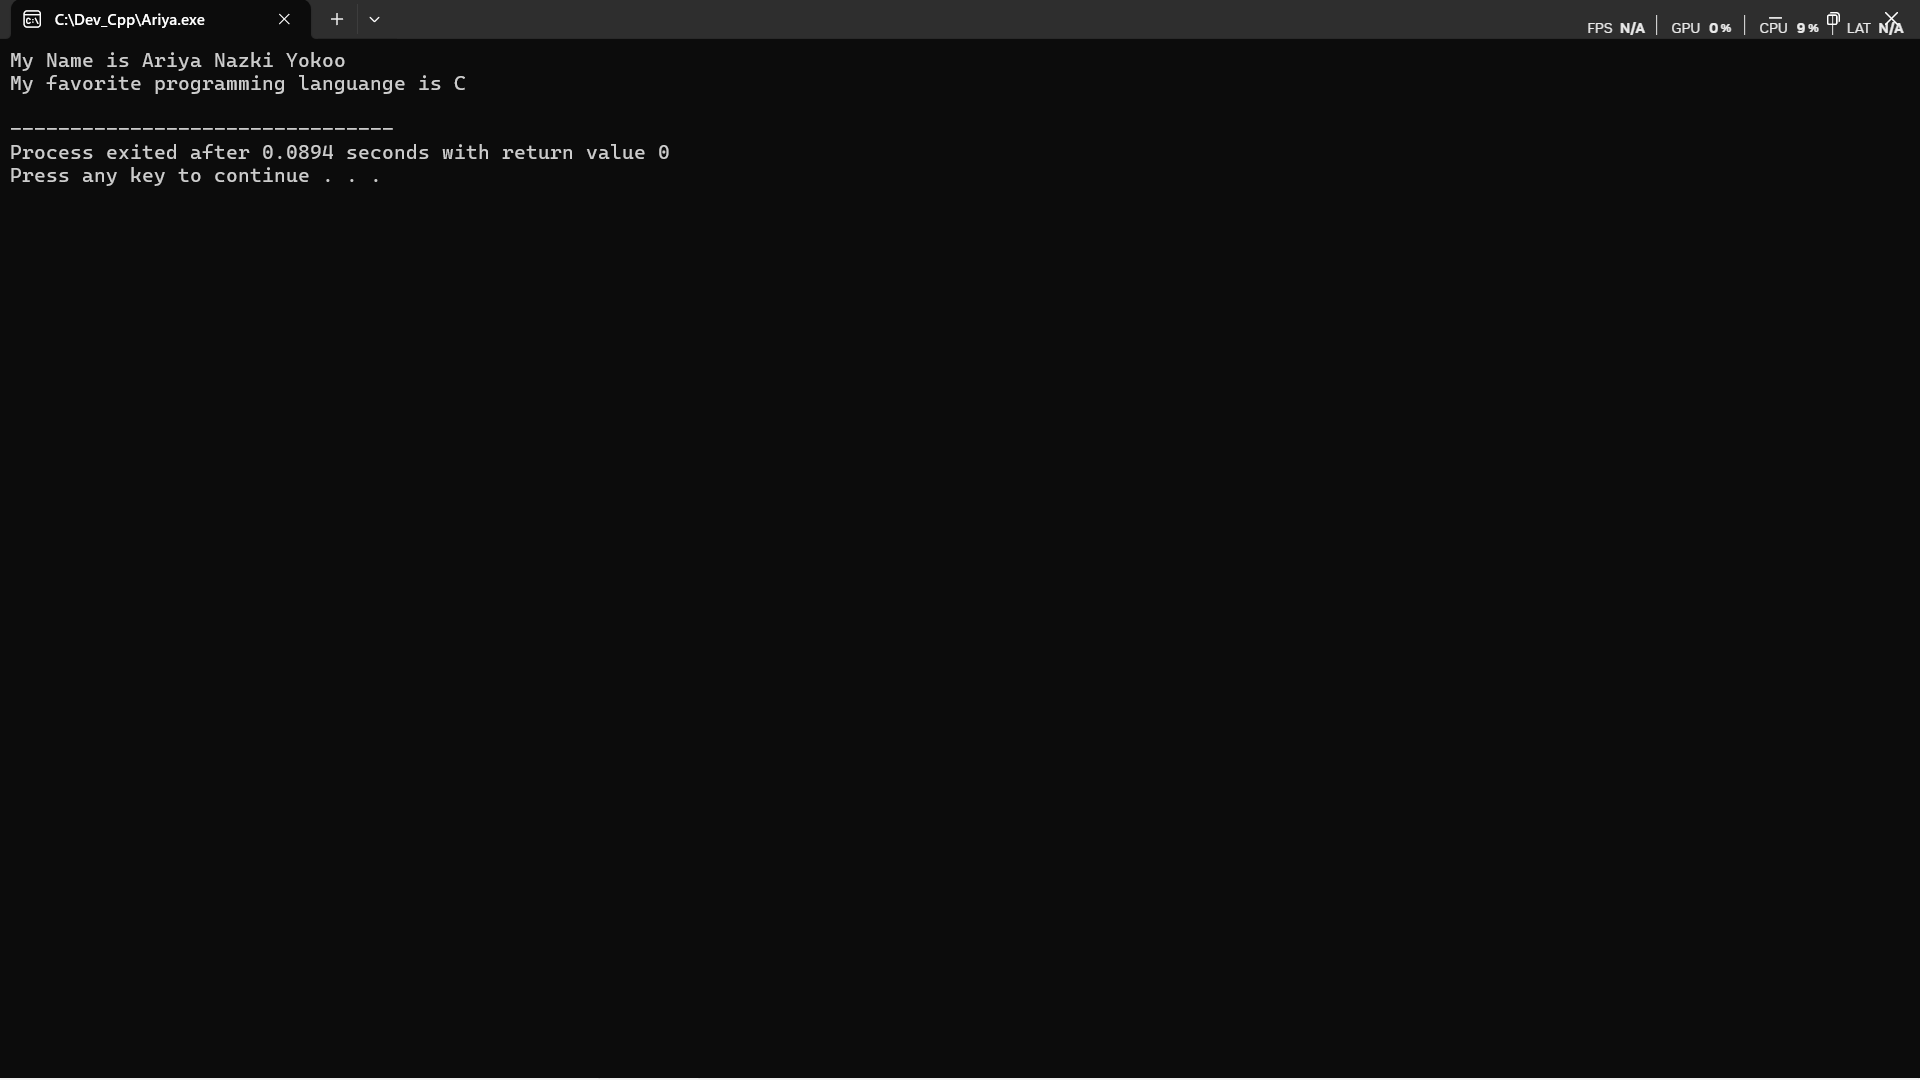 C:\Dev_Cpp\Ariya.exe
FPS N/A | GPU 0% | CPU 9% | LAT N/A
My Name is Ariya Nazki Yokoo
My favorite programming languange is C
--------------------------------
Process exited after 0.0894 seconds with return value 0
Press any key to continue . . .